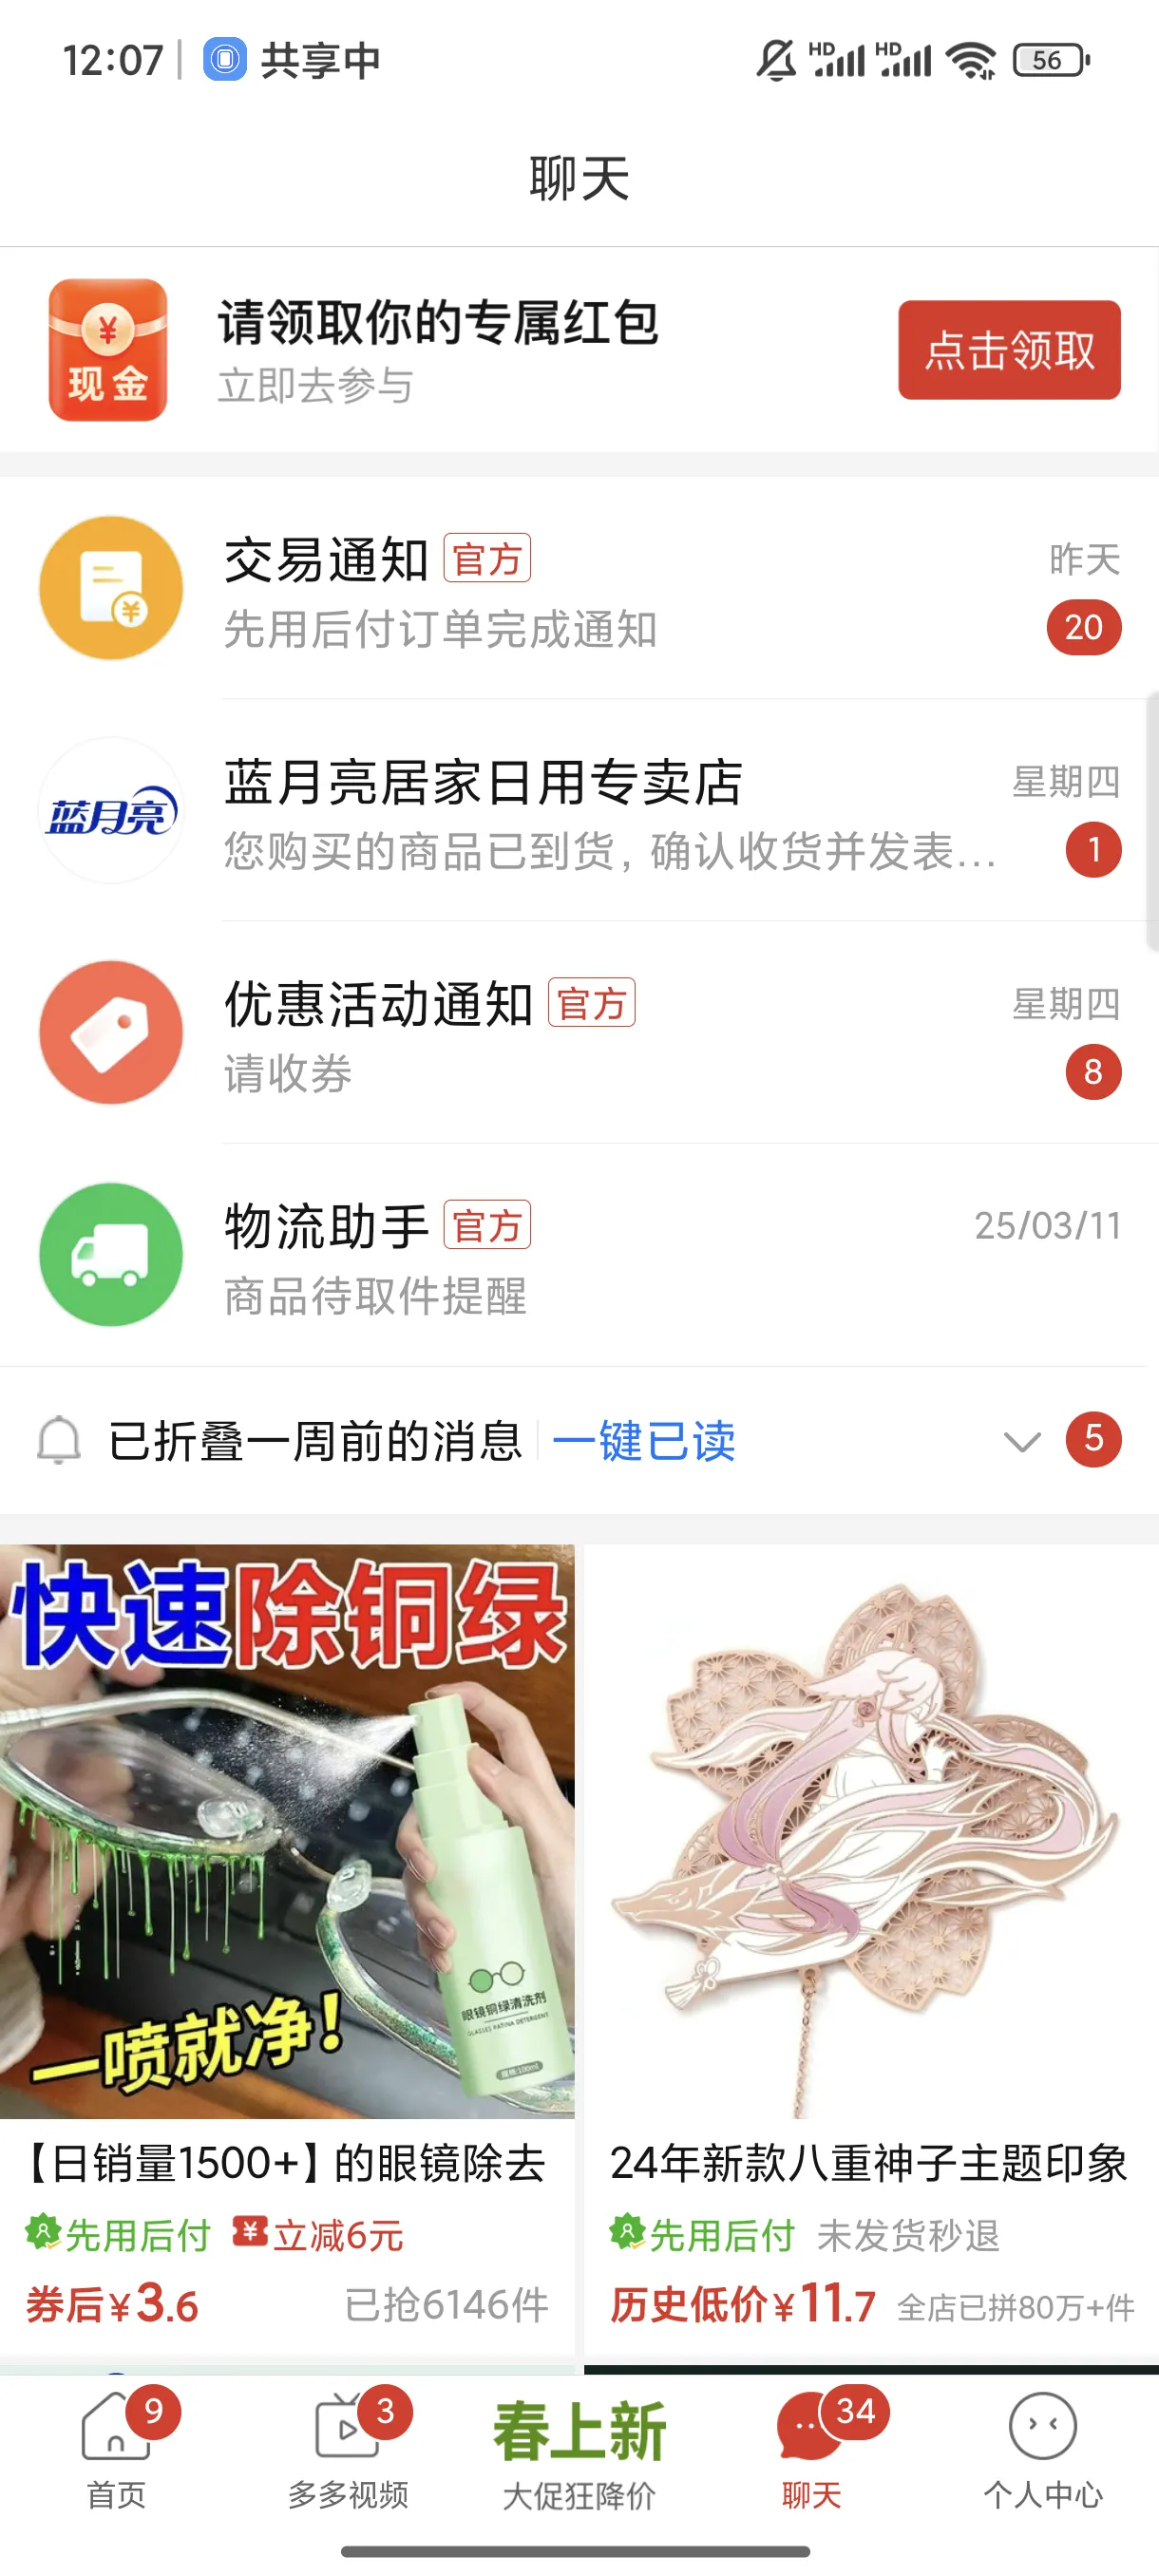 12:07 共享中 HD HD 56
聊天
¥
现金
请领取你的专属红包
立即去参与
点击领取
交易通知 官方 昨天
先用后付订单完成通知 20
蓝月亮
蓝月亮居家日用专卖店 星期四
您购买的商品已到货，确认收货并发表... 1
优惠活动通知 官方 星期四
请收券 8
物流助手 官方 25/03/11
商品待取件提醒
已折叠一周前的消息 一键已读 5
快速除铜绿
眼镜铜绿清洗剂
GLASSES PATINA DETERGENT
规格:100ml
一喷就净!
【日销量1500+】的眼镜除去
先用后付 ¥立减6元
券后¥3.6 已抢6146件
24年新款八重神子主题印象
先用后付 未发货秒退
历史低价¥11.7 全店已拼80万+件
9 3 春上新 34
首页 多多视频 大促狂降价 聊天 个人中心